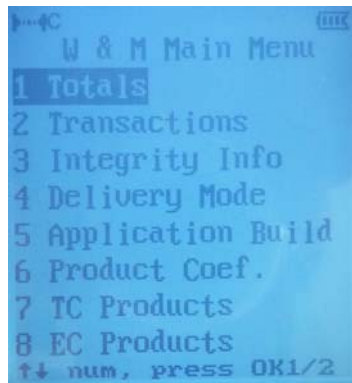 C
W & M Main Menu
1 Totals
2 Transactions
3 Integrity Info
4 Delivery Mode
5 Application Build
6 Product Coef.
7 TC Products
8 EC Products
↑↓ num, press OK1/2